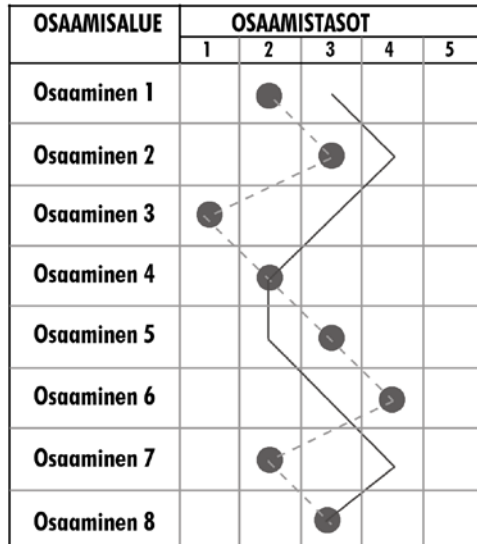 OSAAMISALUE OSAAMISTASOT
1 2 3 4 5
Osaaminen 1
Osaaminen 2
Osaaminen 3
Osaaminen 4
Osaaminen 5
Osaaminen 6
Osaaminen 7
Osaaminen 8